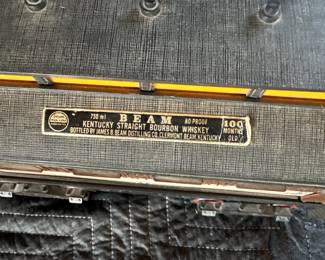 750 ml BEAM 80 PROOF
KENTUCKY STRAIGHT BOURBON WHISKEY
BOTTLED BY JAMES B. BEAM DISTILLING CO. CLERMONT BEAM, KENTUCKY
100
MONTHS
OLD